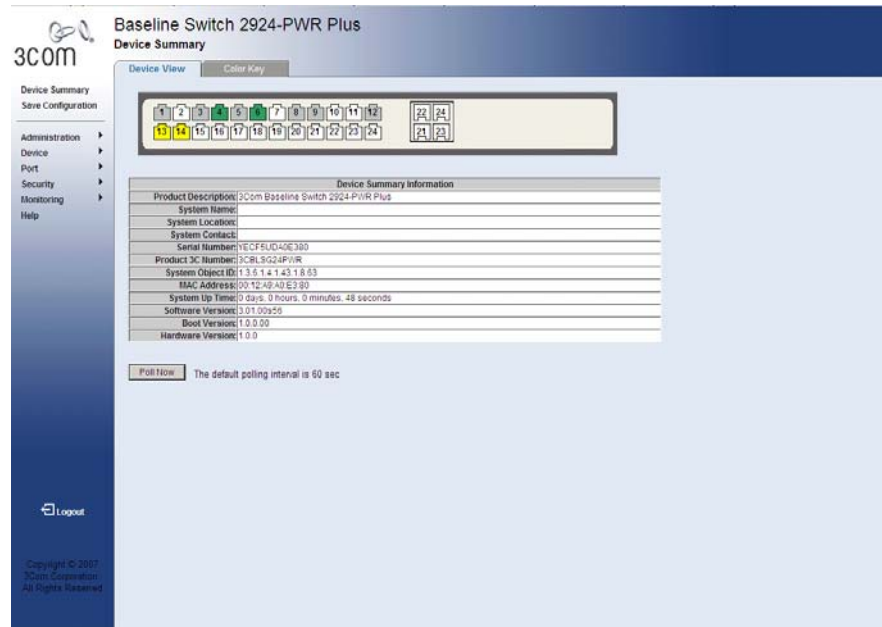 3COM
Baseline Switch 2924-PWR Plus
Device Summary
Device View
Color Key
Device Summary
Save Configuration
Administration
Device
Port
Security
Monitoring
Help
1 2 3 4 5 6 7 8 9 10 11 12
13 14 15 16 17 18 19 20 21 22 23 24
22 24
21 23
Device Summary Information
Product Description: 3Com Baseline Switch 2924-PWR Plus
System Name:
System Location:
System Contact:
Serial Number: YECF5UDA0E380
Product 3C Number: 3CBLSG24PWR
System Object ID: 1.3.6.1.4.1.43.1.8.63
MAC Address: 00:12:A9:A0:E3:80
System Up Time: 0 days, 0 hours, 0 minutes, 48 seconds
Software Version: 3.01.00s56
Boot Version: 1.0.0.00
Hardware Version: 1.0.0
Poll Now
The default polling interval is 60 sec
Logout
Copyright © 2007
3Com Corporation
All Rights Reserved